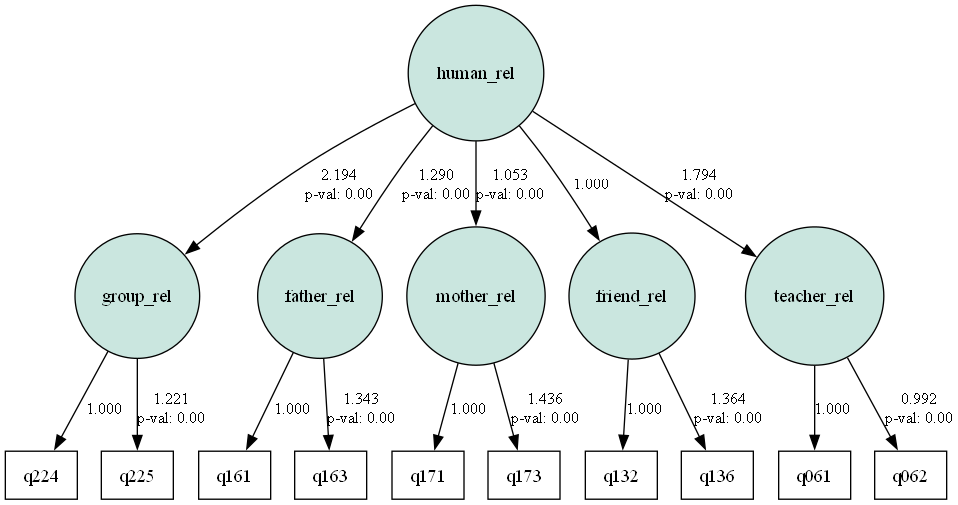 human_rel
2.194
p-val: 0.00
1.290
p-val: 0.00
1.053
p-val: 0.00
1.000
1.794
p-val: 0.00
group_rel
father_rel
mother_rel
friend_rel
teacher_rel
1.000
1.221
p-val: 0.00
1.000
1.343
p-val: 0.00
1.000
1.436
p-val: 0.00
1.000
1.364
p-val: 0.00
1.000
0.992
p-val: 0.00
q224
q225
q161
q163
q171
q173
q132
q136
q061
q062